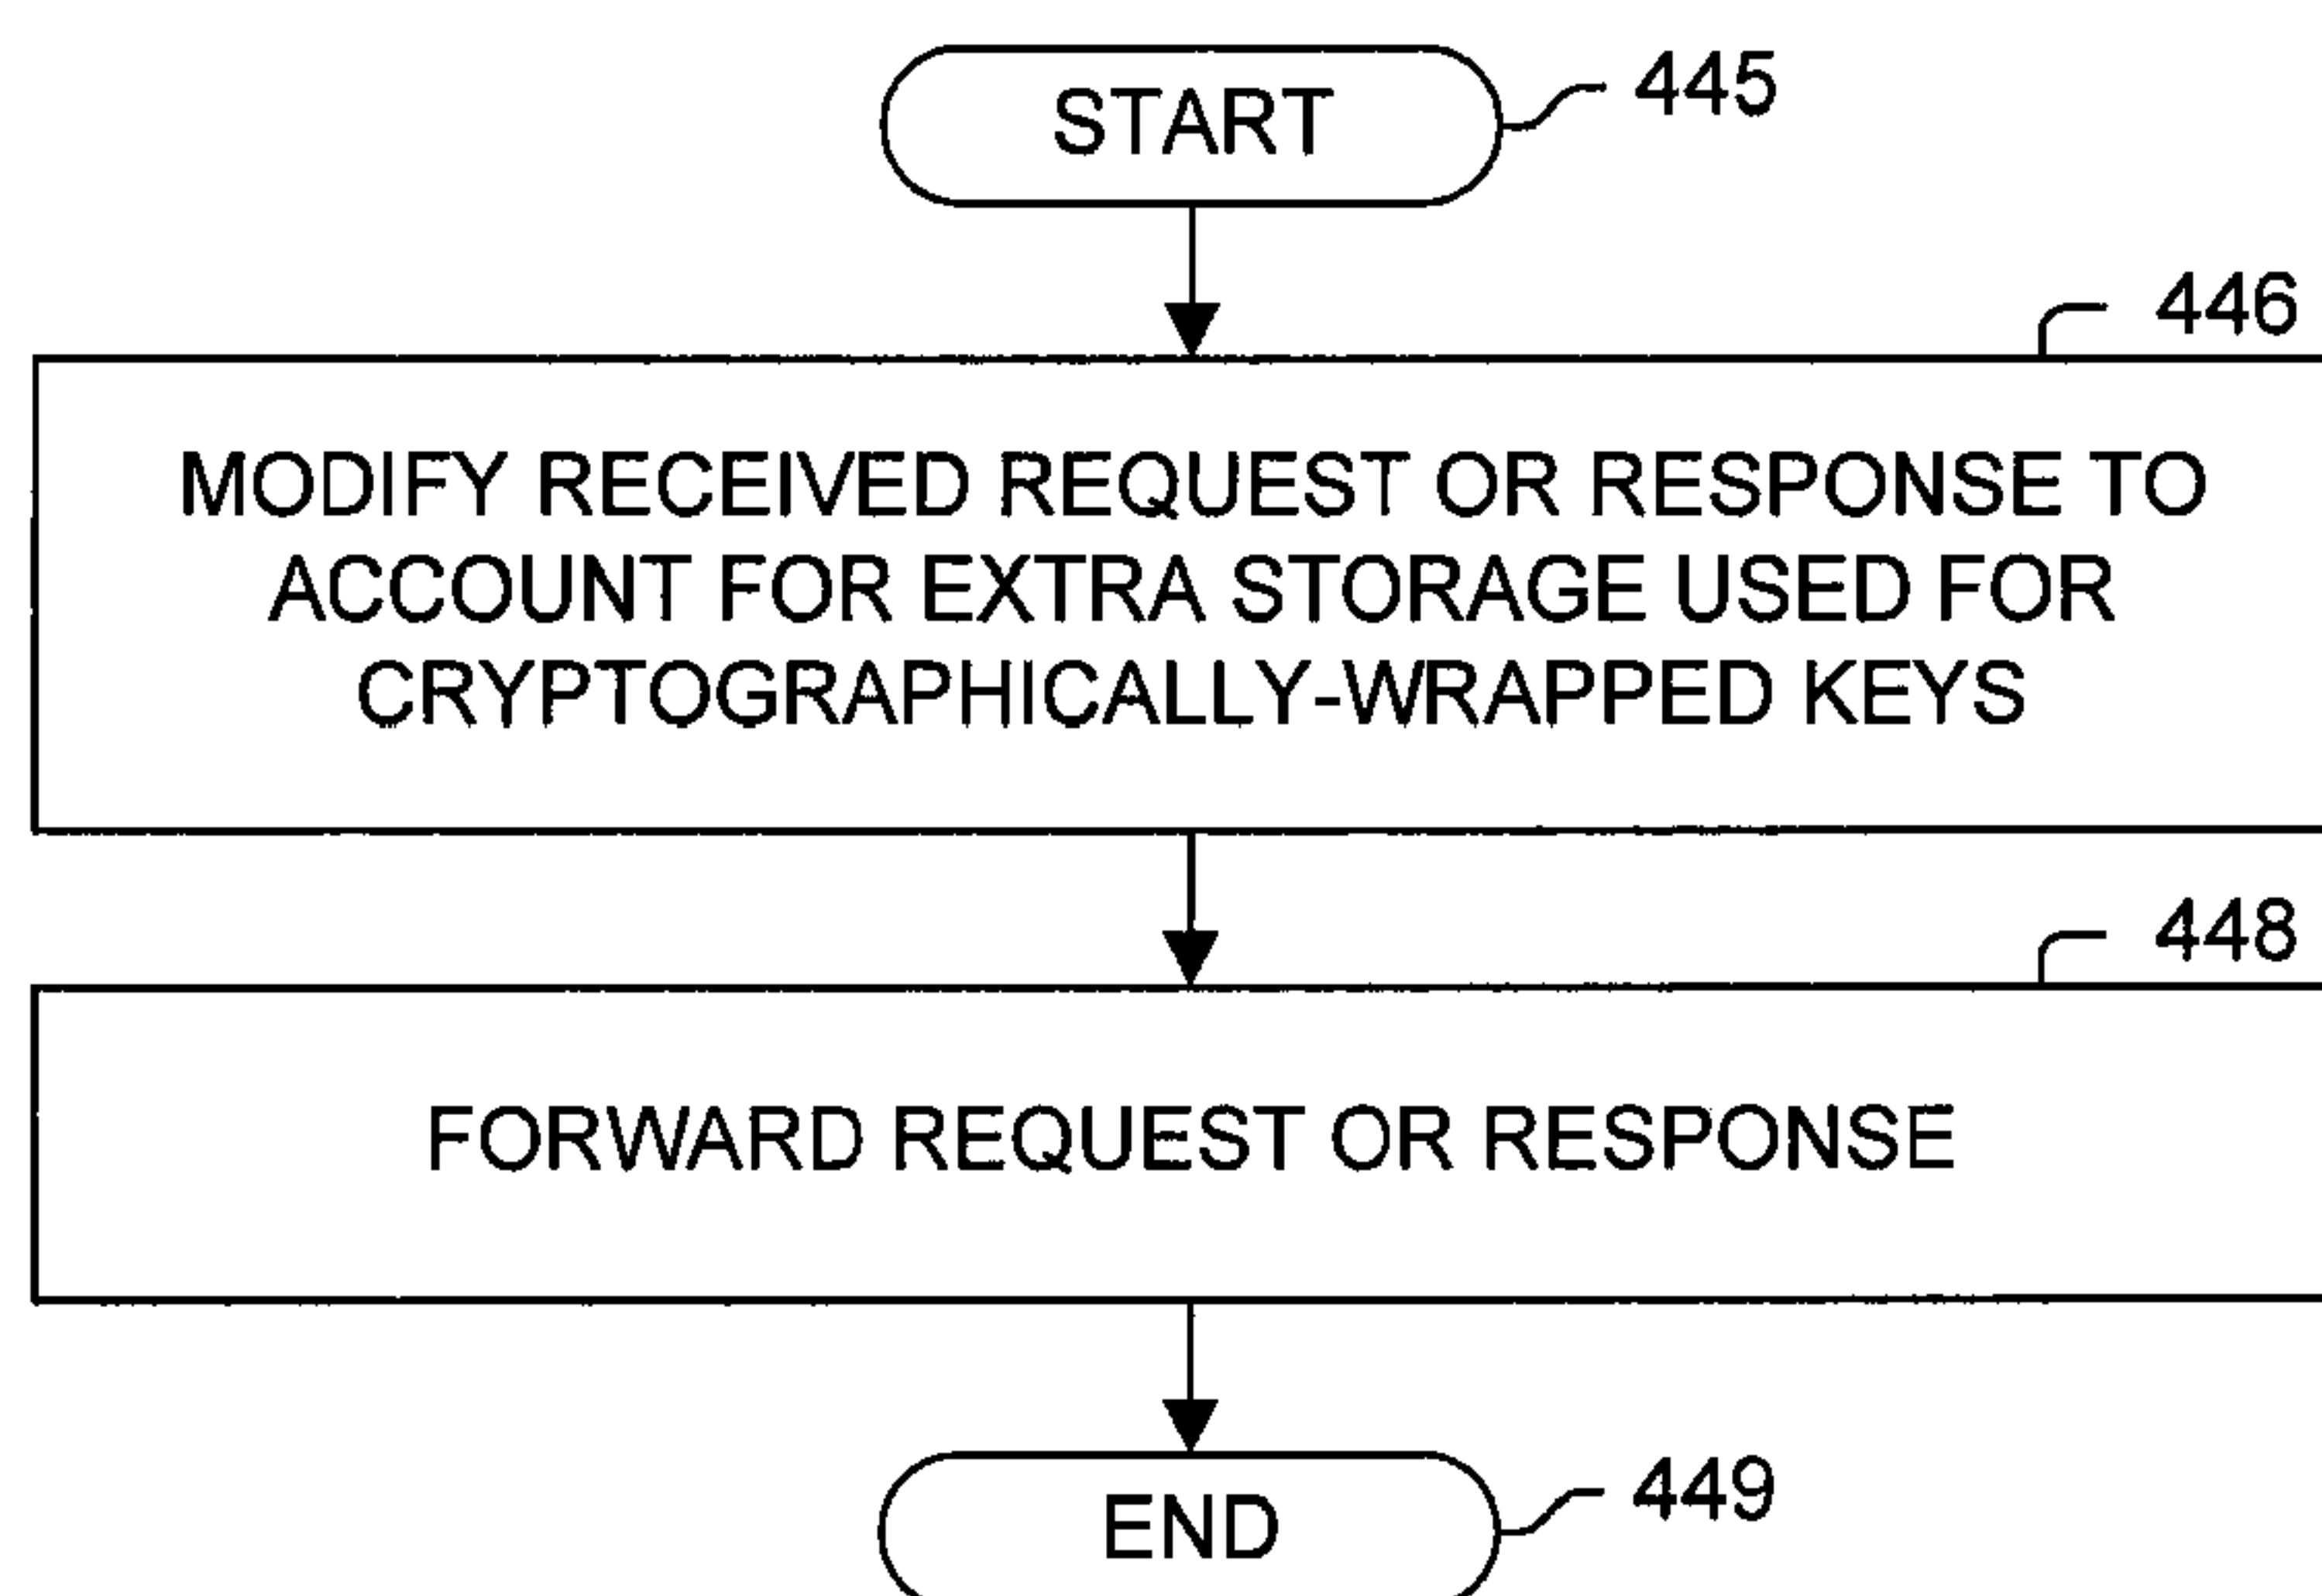 START
445
446
MODIFY RECEIVED REQUEST OR RESPONSE TO
ACCOUNT FOR EXTRA STORAGE USED FOR
CRYPTOGRAPHICALLY-WRAPPED KEYS
448
FORWARD REQUEST OR RESPONSE
END
449